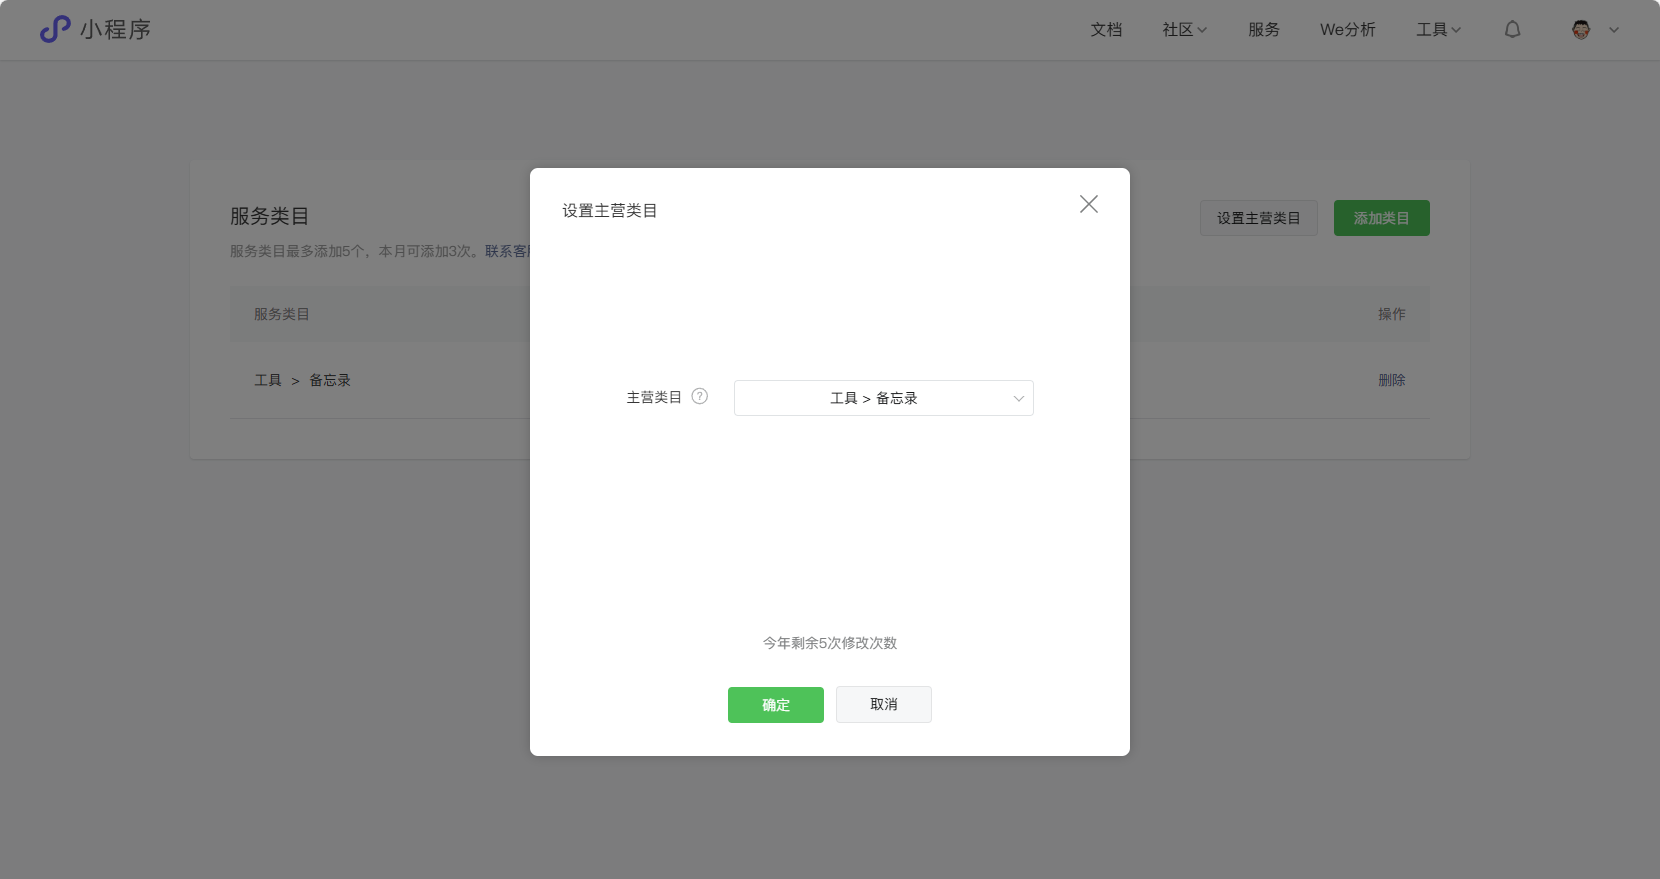 小程序
文档 社区 服务 We分析 工具
服务类目
设置主营类目 添加类目
服务类目最多添加5个，本月可添加3次。联系客
服务类目 操作
工具 > 备忘录 删除
设置主营类目
主营类目 ? 工具 > 备忘录
今年剩余5次修改次数
确定 取消